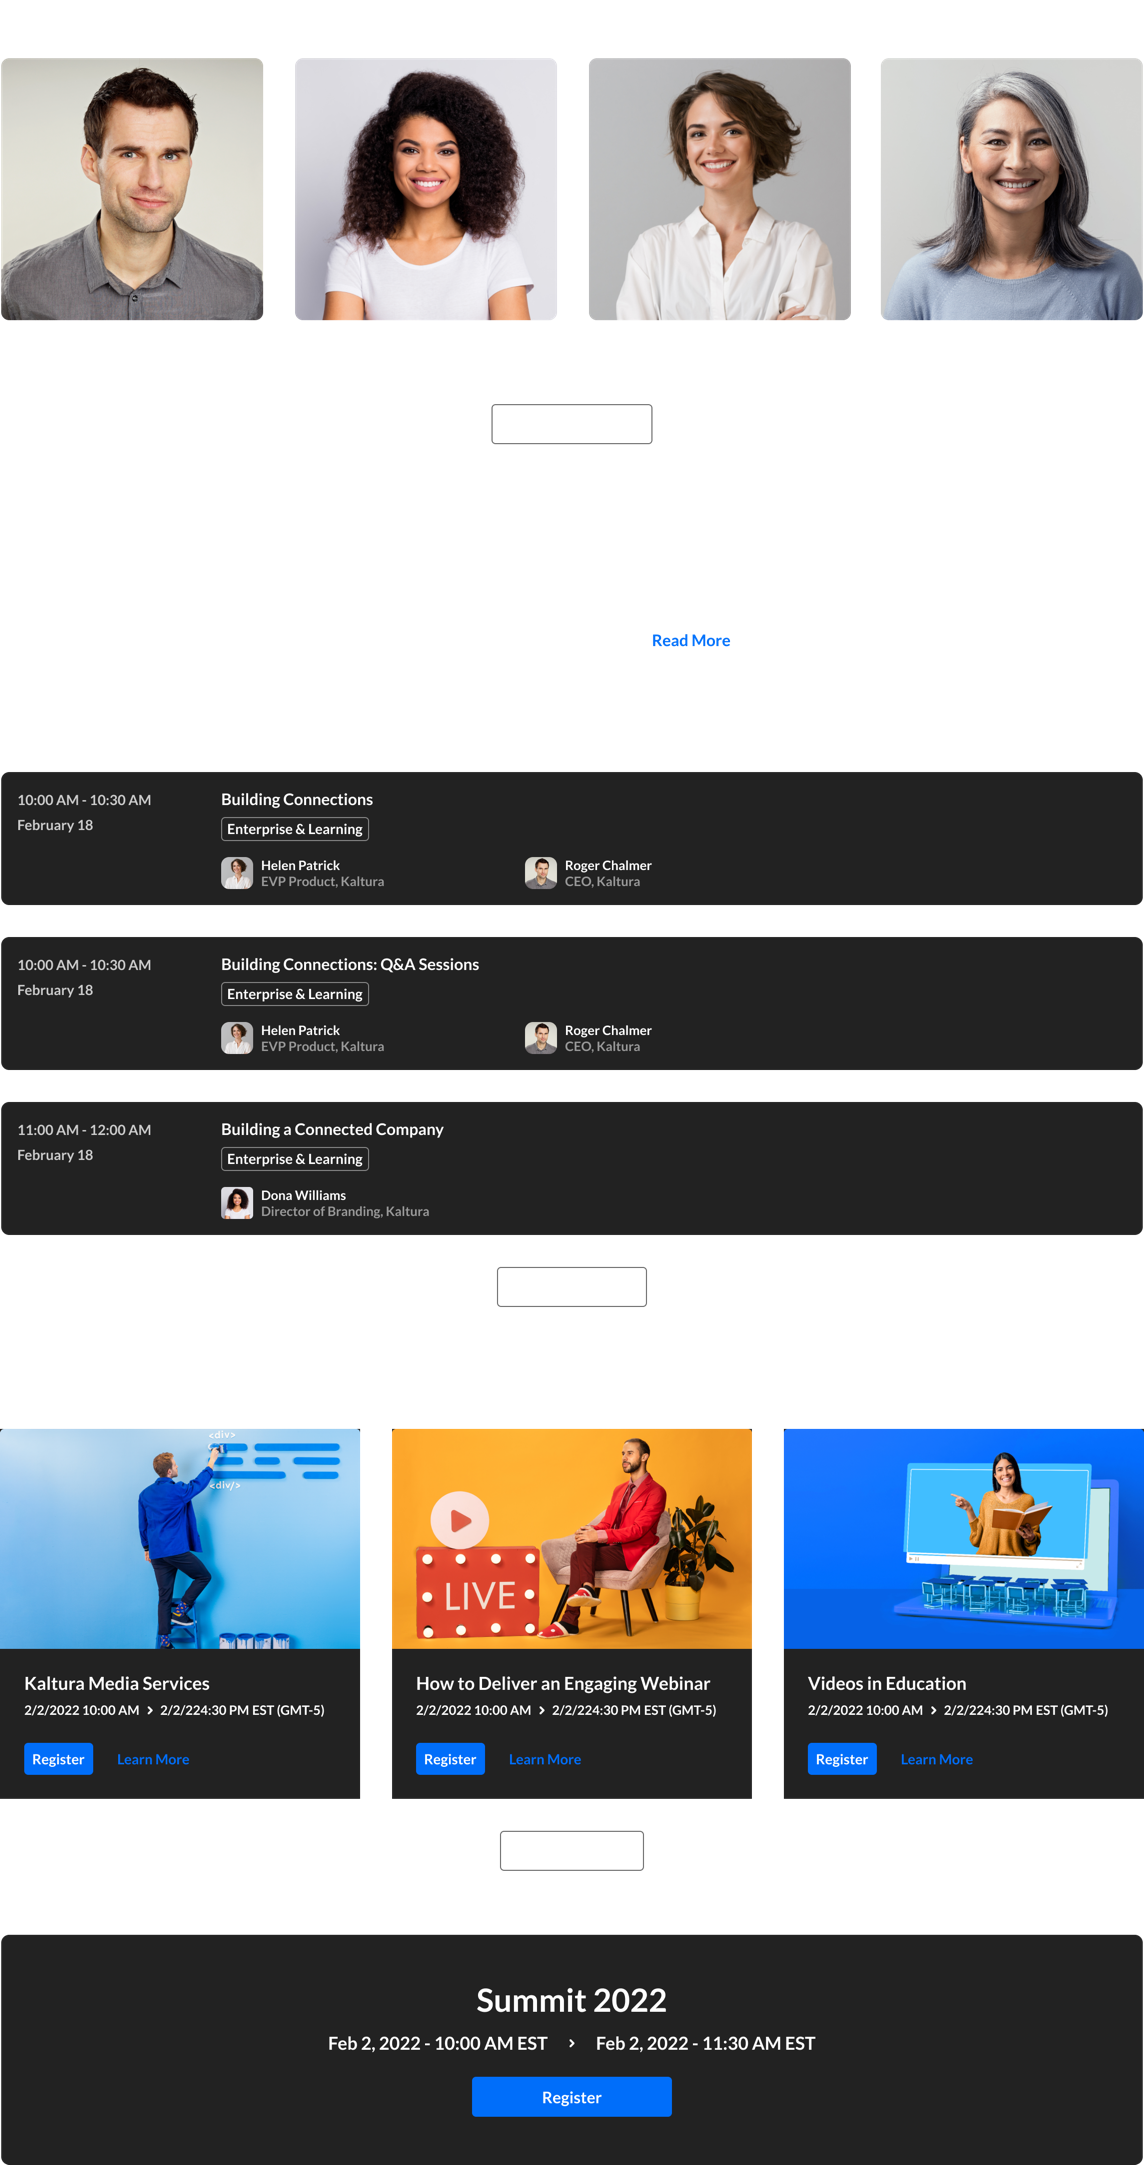 Read More
10:00 AM - 10:30 AM
February 18
Building Connections
Enterprise & Learning
Helen Patrick
EVP Product, Kaltura
Roger Chalmer
CEO, Kaltura
10:00 AM - 10:30 AM
February 18
Building Connections: Q&A Sessions
Enterprise & Learning
Helen Patrick
EVP Product, Kaltura
Roger Chalmer
CEO, Kaltura
11:00 AM - 12:00 AM
February 18
Building a Connected Company
Enterprise & Learning
Dona Williams
Director of Branding, Kaltura
<div>
<div/>
Kaltura Media Services
2/2/2022 10:00 AM > 2/2/224:30 PM EST (GMT-5)
Register Learn More
LIVE
How to Deliver an Engaging Webinar
2/2/2022 10:00 AM > 2/2/224:30 PM EST (GMT-5)
Register Learn More
Videos in Education
2/2/2022 10:00 AM > 2/2/224:30 PM EST (GMT-5)
Register Learn More
Summit 2022
Feb 2, 2022 - 10:00 AM EST > Feb 2, 2022 - 11:30 AM EST
Register